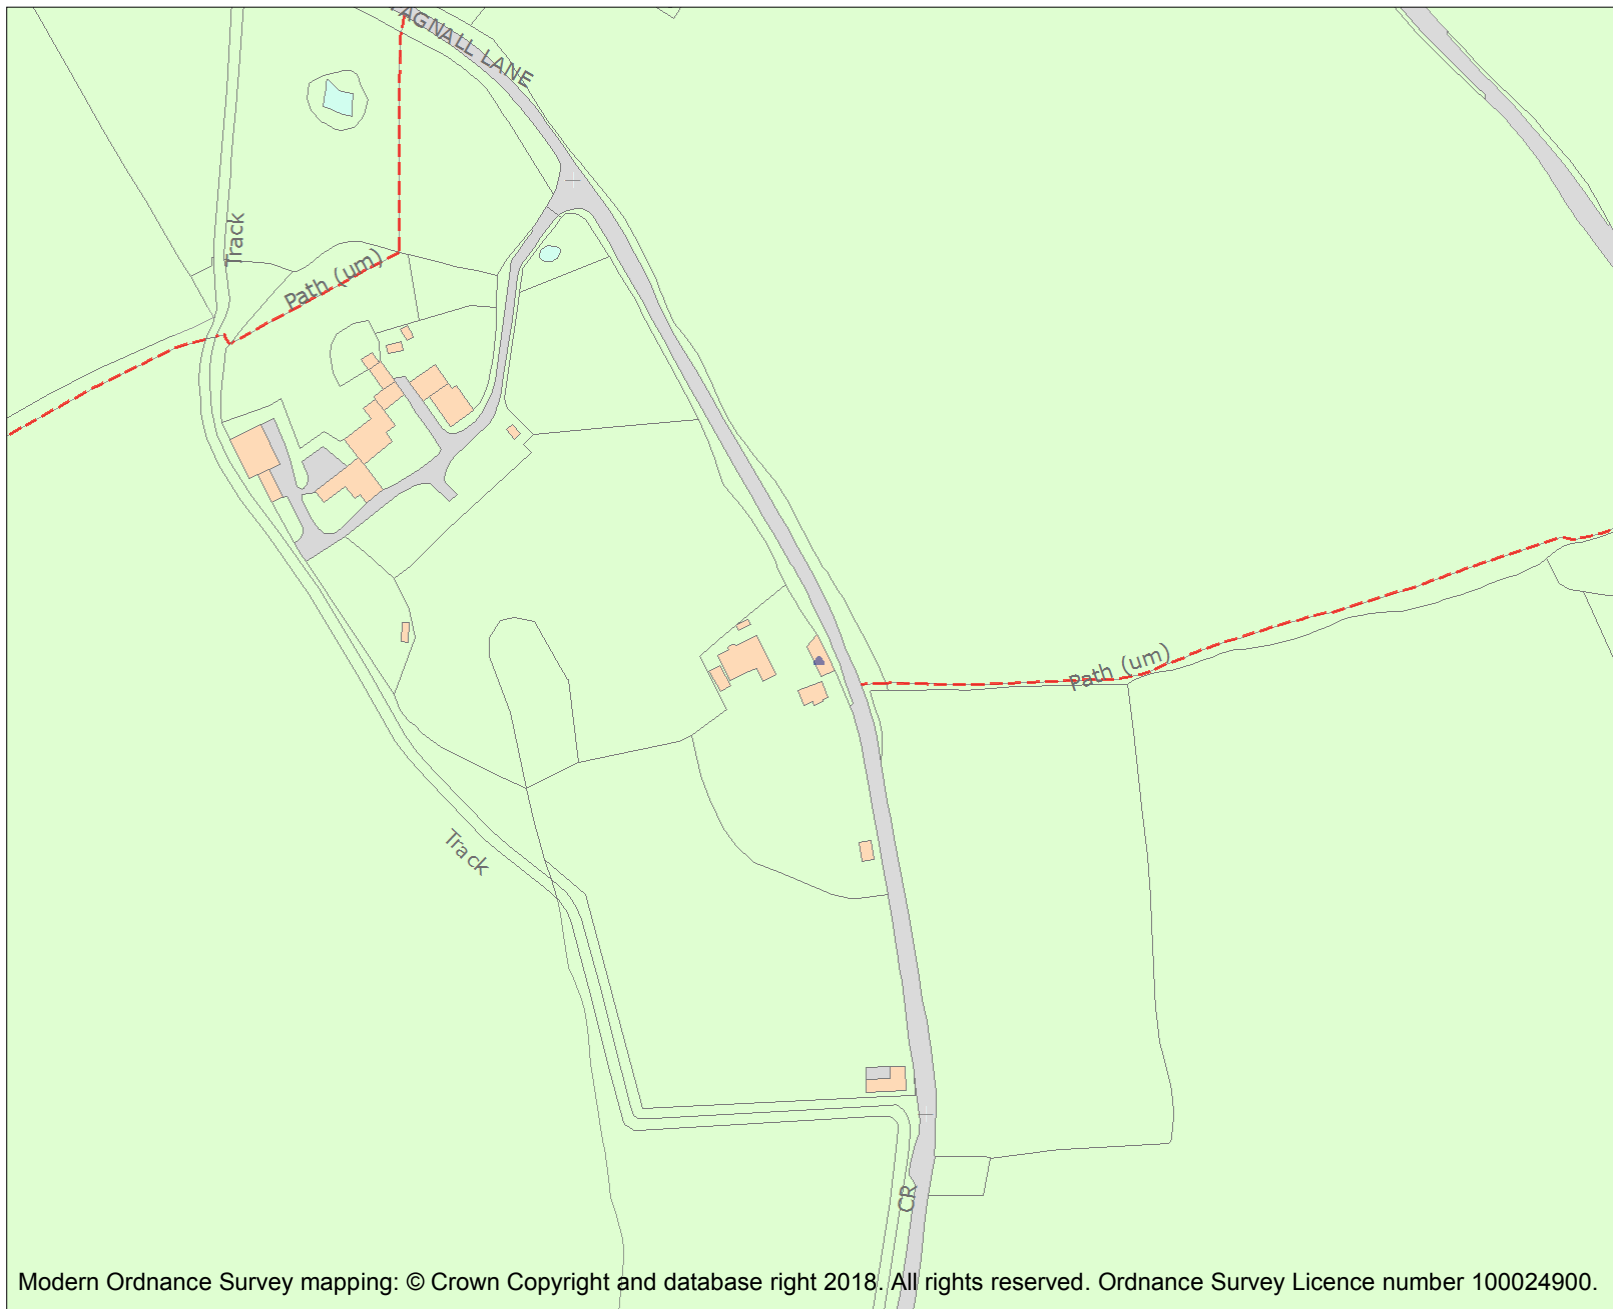 LANE
Track
Path (um)
Path (um)
Track
CR
Modern Ordnance Survey mapping: © Crown Copyright and database right 2018. All rights reserved. Ordnance Survey Licence number 100024900.